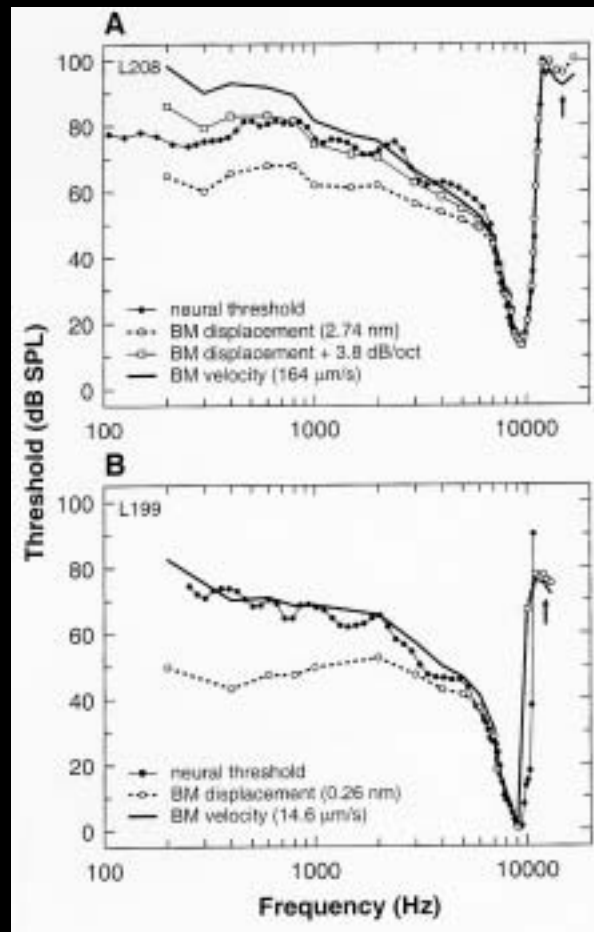 A
L208
100
80
60
40
20
0
neural threshold
BM displacement (2.74 nm)
BM displacement + 3.8 dB/oct
BM velocity (164 µm/s)
100 1000 10000
Threshold (dB SPL)
B
L199
100
80
60
40
20
0
neural threshold
BM displacement (0.26 nm)
BM velocity (14.6 µm/s)
100 1000 10000
Frequency (Hz)